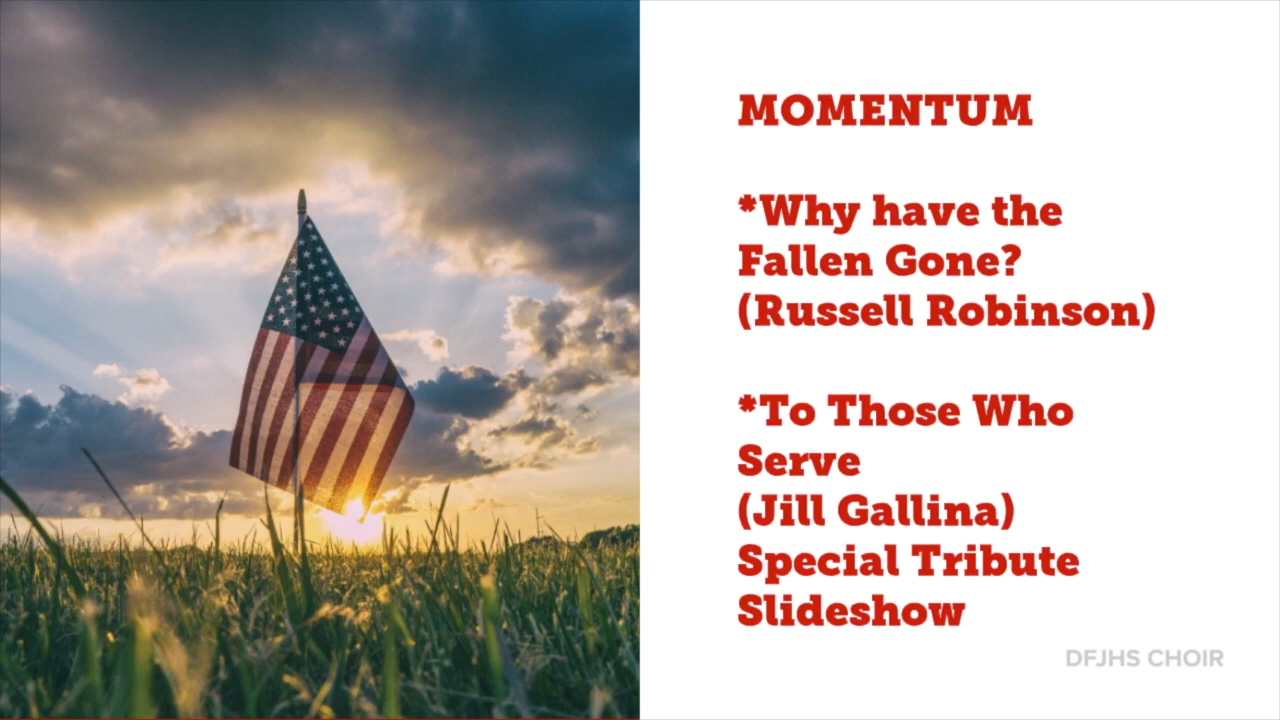 MOMENTUM
*Why have the
Fallen Gone?
(Russell Robinson)
*To Those Who
Serve
(Jill Gallina)
Special Tribute
Slideshow
DFJHS CHOIR